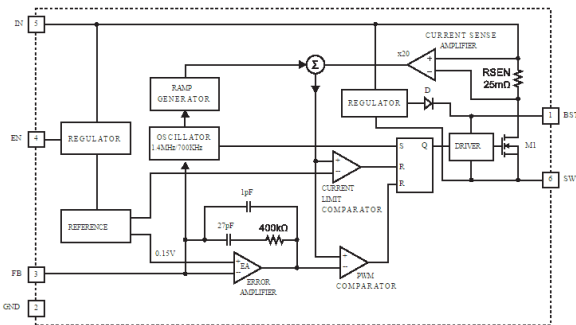 IN 5
CURRENT SENSE
AMPLIFIER
x20
+
−
RSEN
25mΩ
Σ
RAMP
GENERATOR
REGULATOR
D
1 BST
EN 4
REGULATOR
OSCILLATOR
1.4MHz/700KHz
S Q
R
R
DRIVER
M1
+
--
CURRENT
LIMIT
COMPARATOR
6 SW
REFERENCE
1pF
27pF
400kΩ
0.15V
FB 3
+
--
EA
ERROR
AMPLIFIER
+
--
PWM
COMPARATOR
GND 2